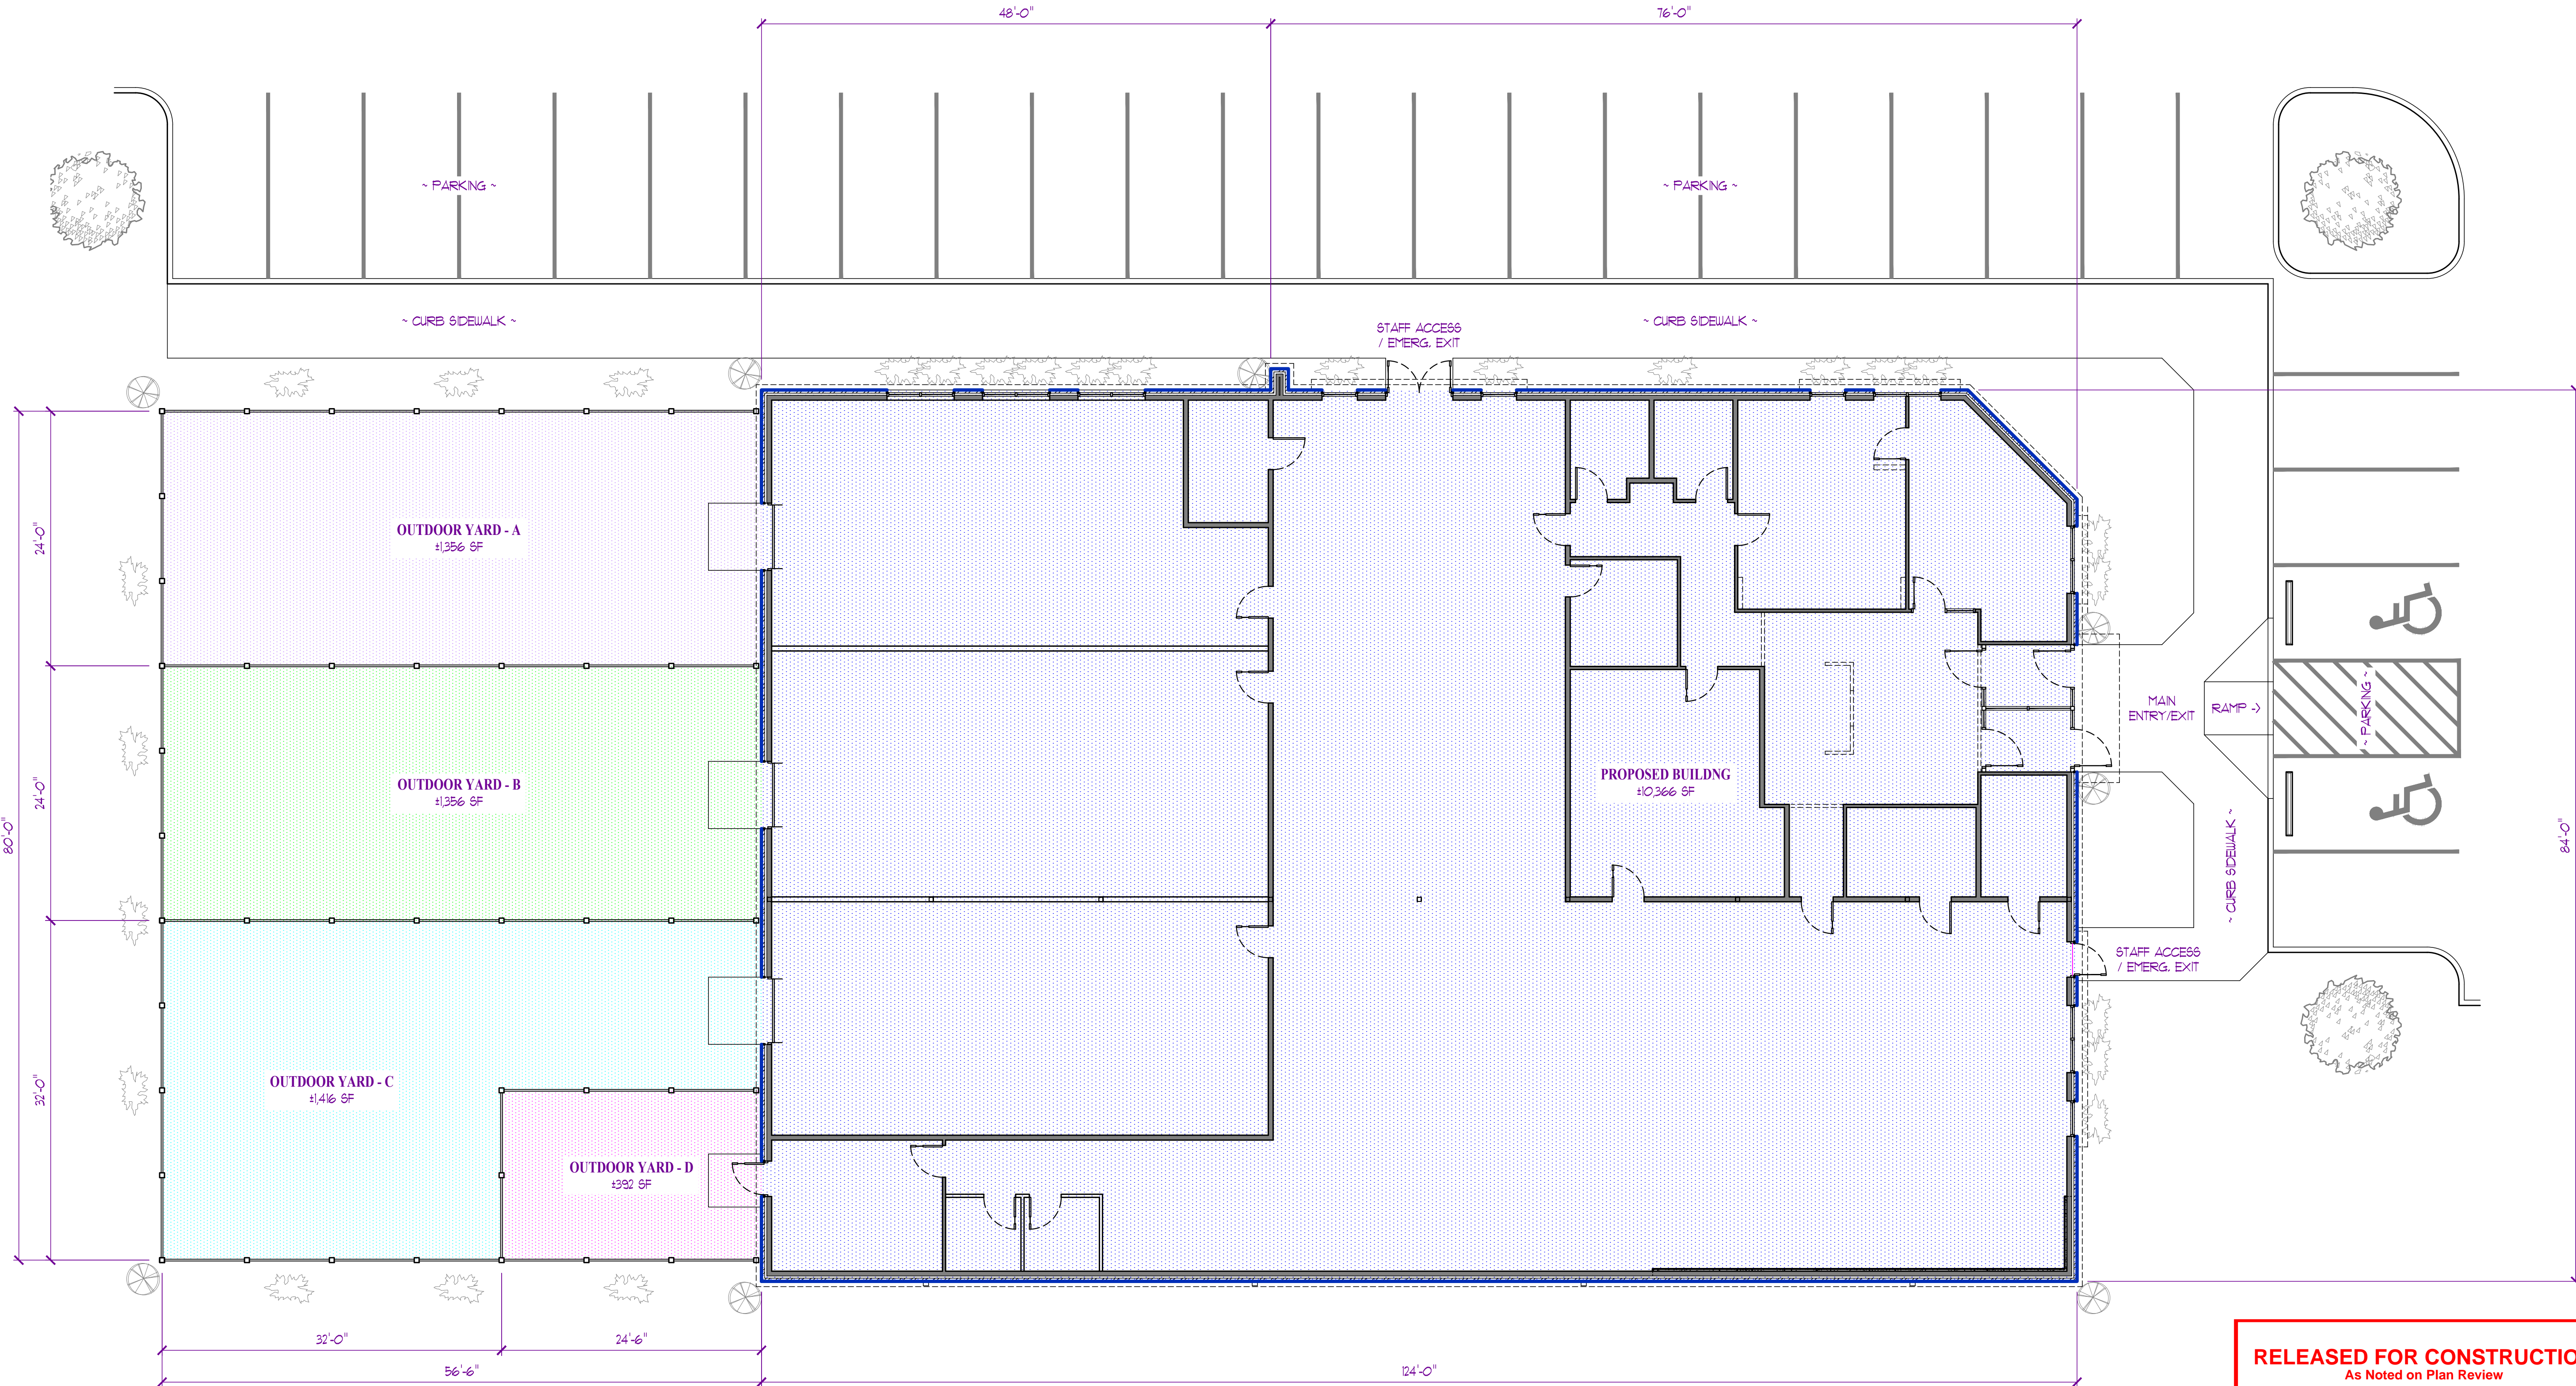 48'-0"
76'-0"
~ PARKING ~
~ PARKING ~
~ CURB SIDEWALK ~
STAFF ACCESS
/ EMERG. EXIT
~ CURB SIDEWALK ~
24'-0"
OUTDOOR YARD - A
±1,356 SF
24'-0"
80'-0"
OUTDOOR YARD - B
±1,356 SF
PROPOSED BUILDNG
±10,366 SF
MAIN
ENTRY/EXIT
RAMP ->
~ PARKING ~
~ CURB SIDEWALK ~
84'-0"
STAFF ACCESS
/ EMERG. EXIT
32'-0"
OUTDOOR YARD - C
±1,416 SF
OUTDOOR YARD - D
±392 SF
32'-0"
24'-6"
56'-6"
124'-0"
RELEASED FOR CONSTRUCTIO
As Noted on Plan Review